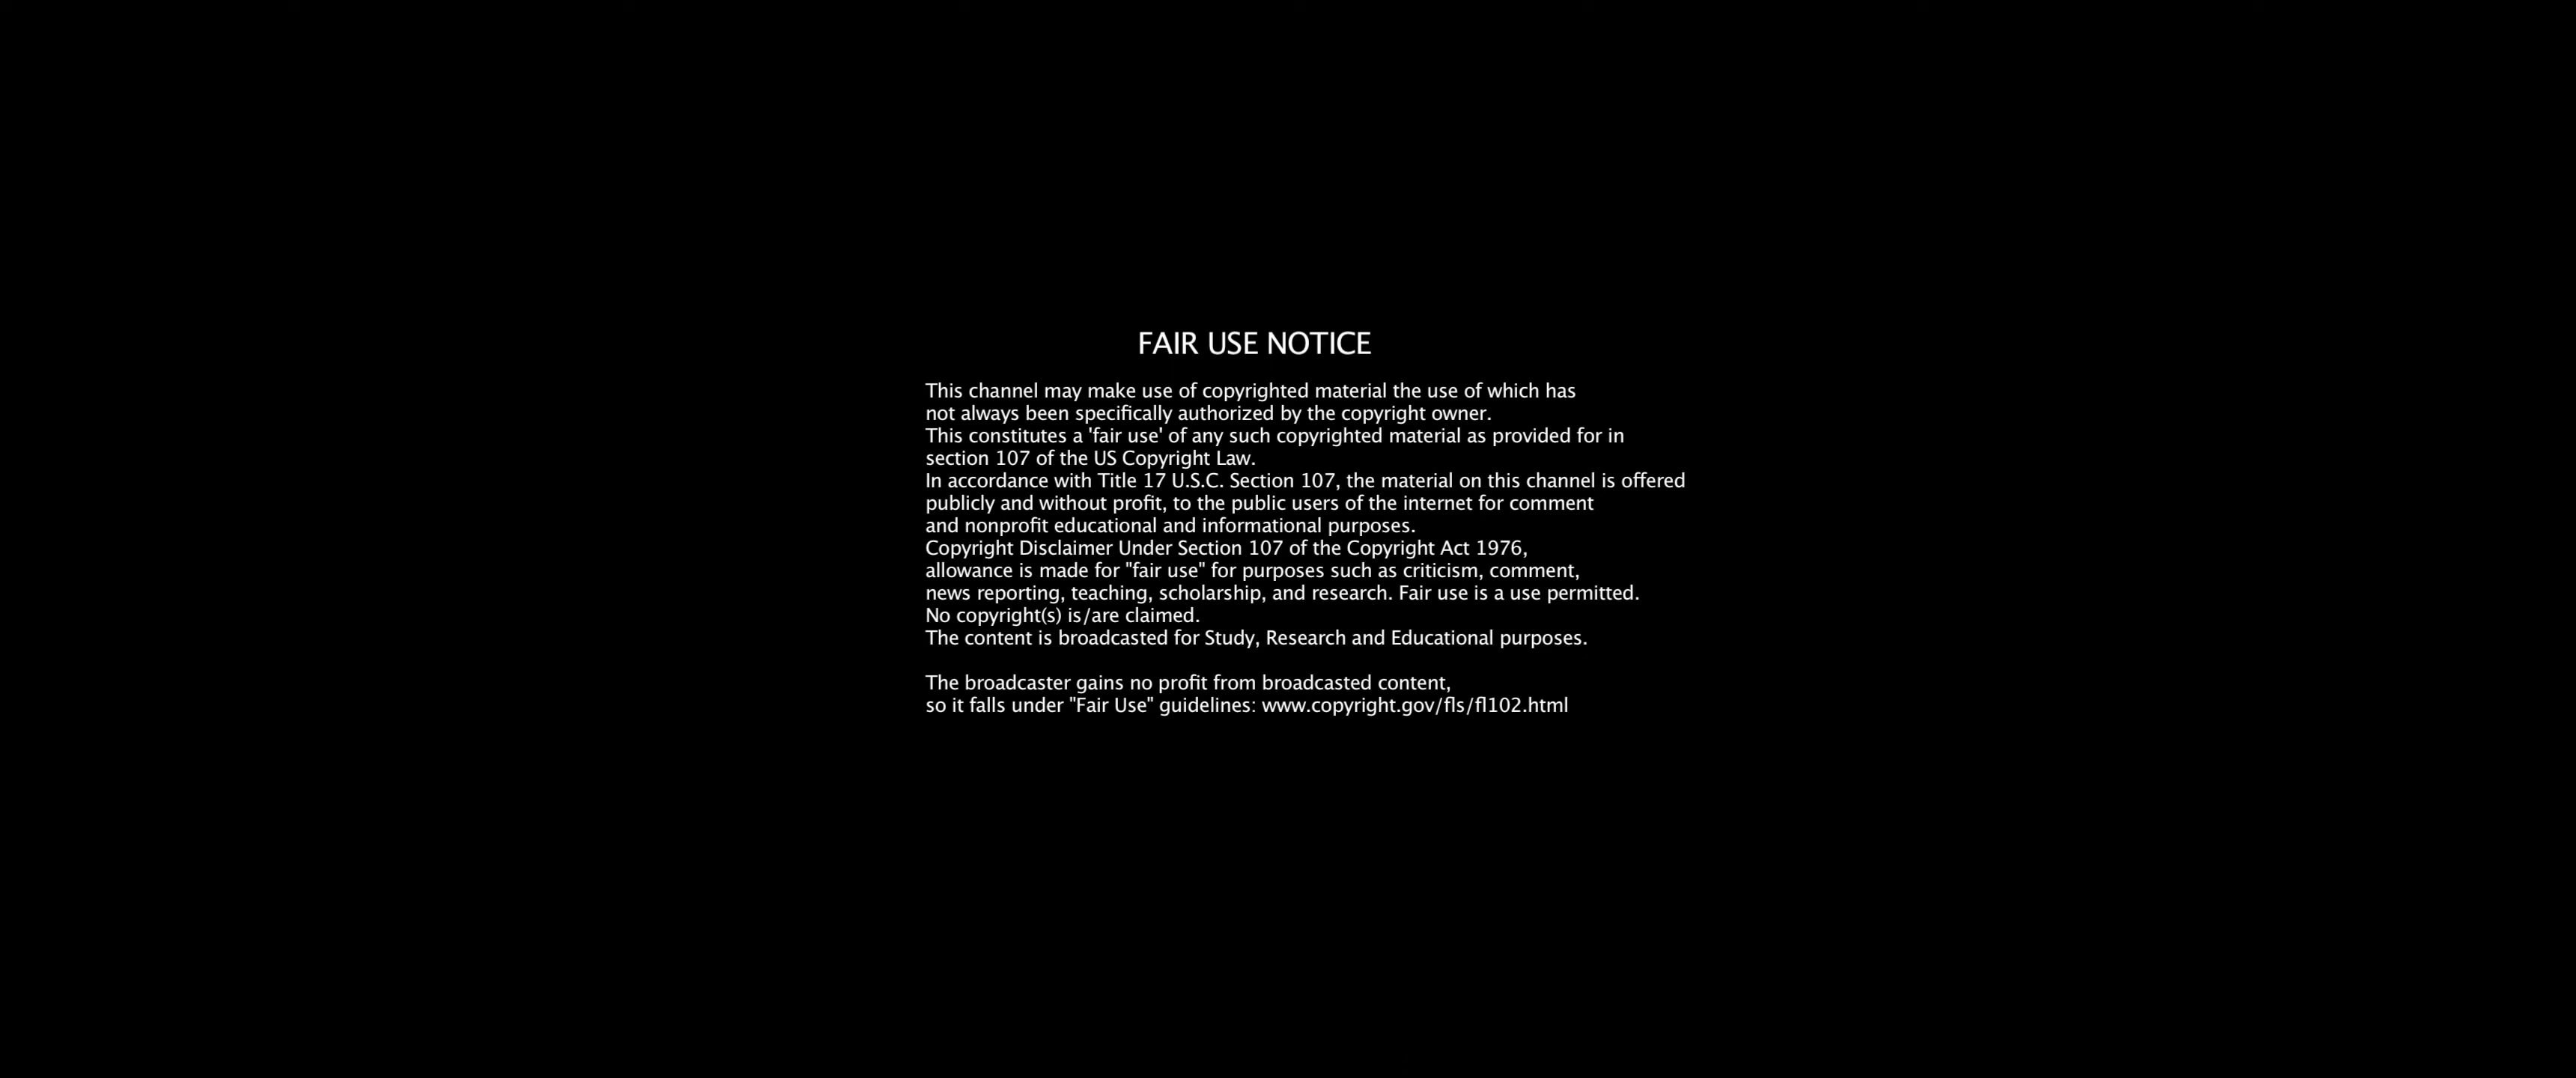 FAIR USE NOTICE
This channel may make use of copyrighted material the use of which has
not always been specifically authorized by the copyright owner.
This constitutes a 'fair use' of any such copyrighted material as provided for in
section 107 of the US Copyright Law.
In accordance with Title 17 U.S.C. Section 107, the material on this channel is offered
publicly and without profit, to the public users of the internet for comment
and nonprofit educational and informational purposes.
Copyright Disclaimer Under Section 107 of the Copyright Act 1976,
allowance is made for "fair use" for purposes such as criticism, comment,
news reporting, teaching, scholarship, and research. Fair use is a use permitted.
No copyright(s) is/are claimed.
The content is broadcasted for Study, Research and Educational purposes.
The broadcaster gains no profit from broadcasted content,
so it falls under "Fair Use" guidelines: www.copyright.gov/fls/fl102.html